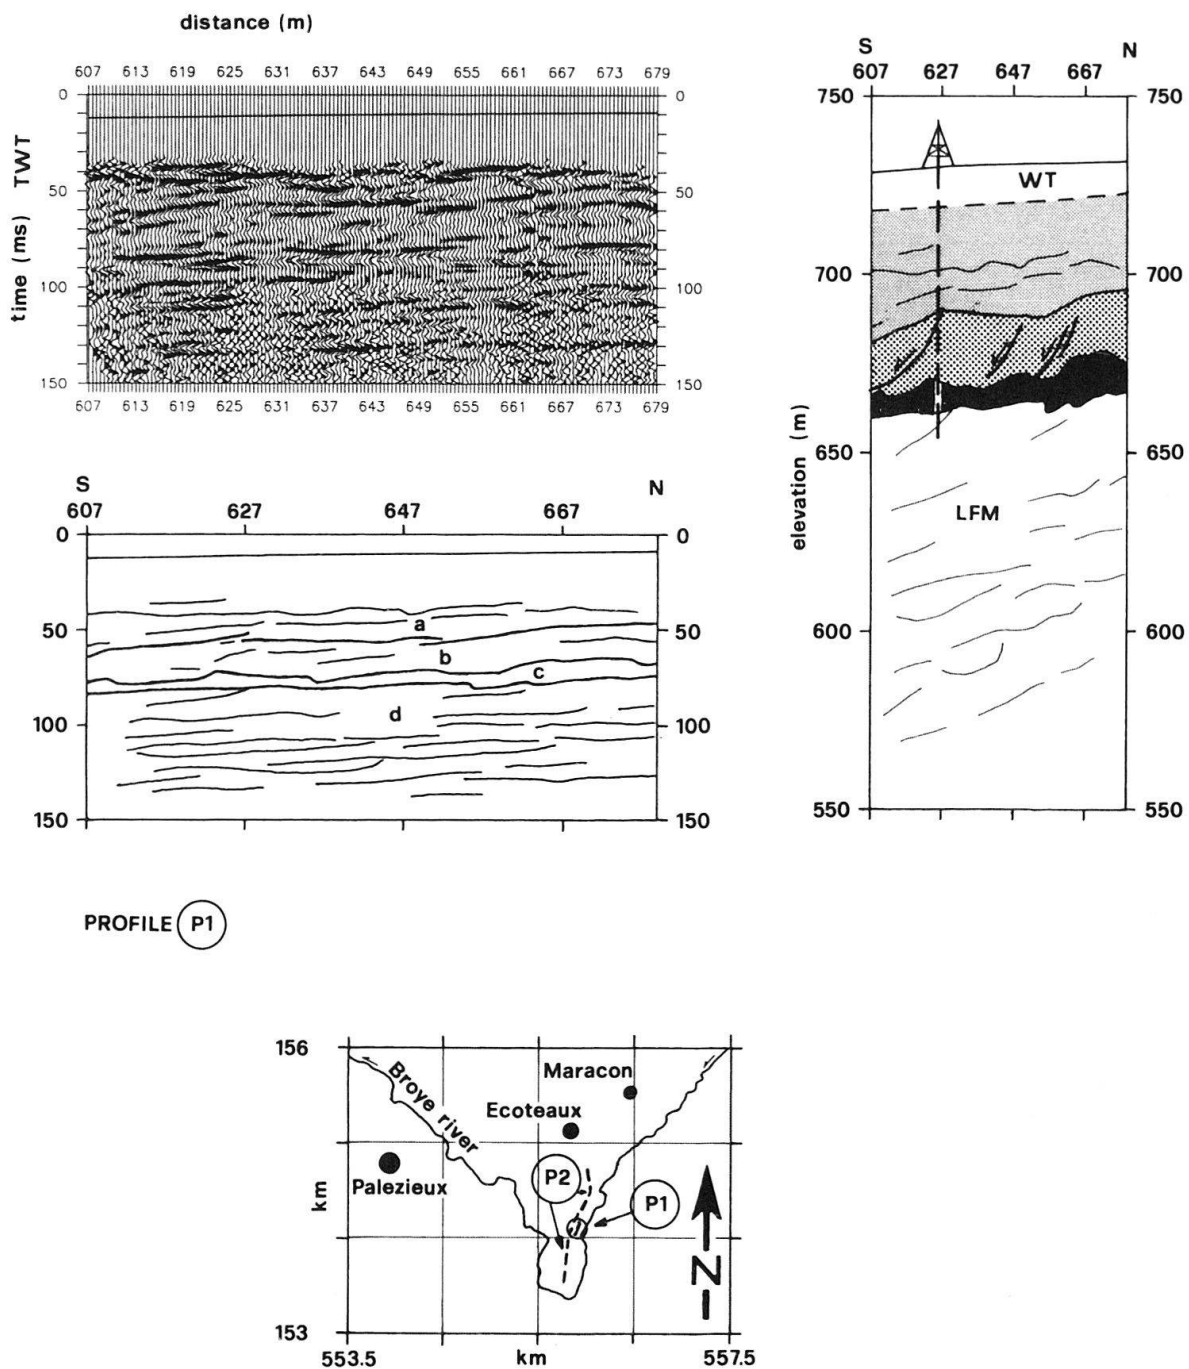 distance (m)
607 613 619 625 631 637 643 649 655 661 667 673 679
0 0
time (ms) TWT
50 50
100 100
150 150
607 613 619 625 631 637 643 649 655 661 667 673 679
S N
607 627 647 667
0 0
a
50 50
b
c
d
100 100
150 150
S N
607 627 647 667
750 750
WT
700 700
elevation (m)
650 650
LFM
600 600
550 550
PROFILE P1
156
Maracon
Broye river
Ecoteaux
Palezieux
P2
P1
km
N
153
553.5 km 557.5